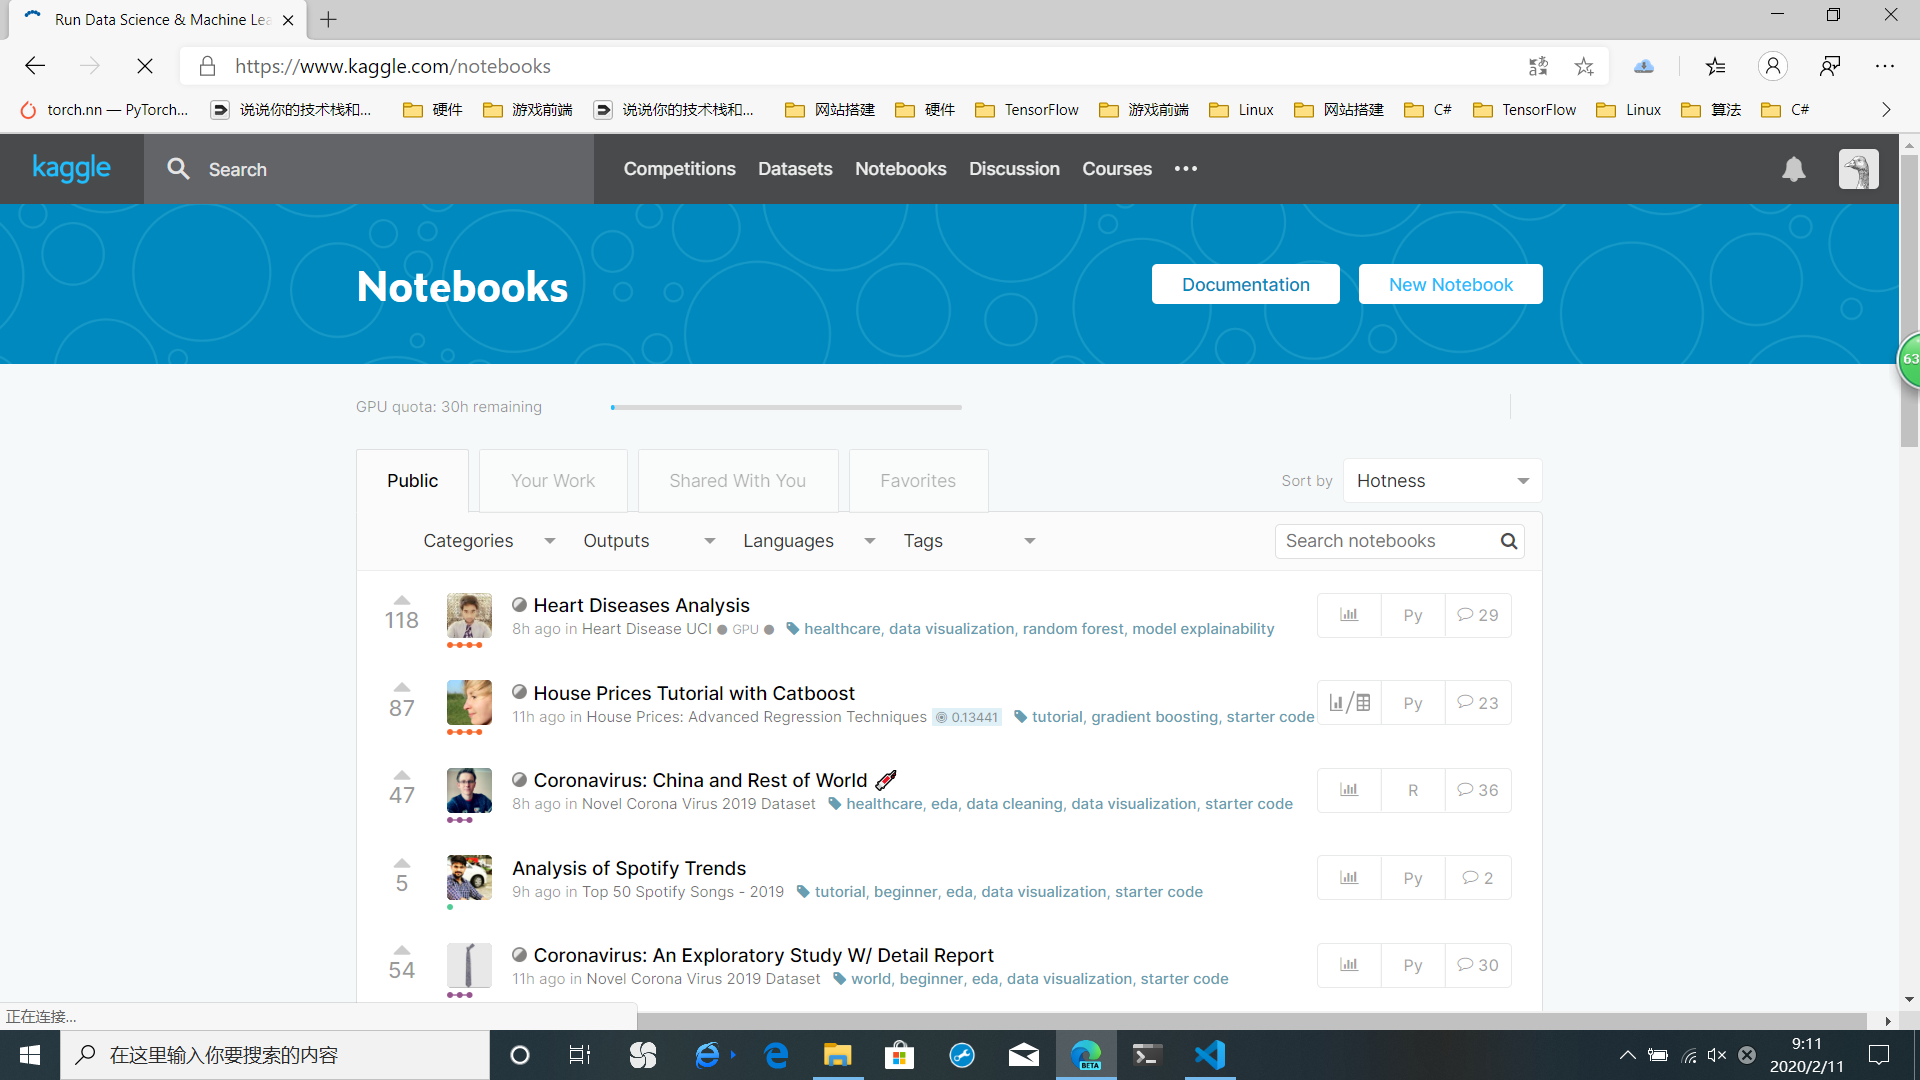 Run Data Science & Machine Lea
https://www.kaggle.com/notebooks
torch.nn — PyTorch... 说说你的技术栈和... 硬件 游戏前端 说说你的技术栈和... 网站搭建 硬件 TensorFlow 游戏前端 Linux 网站搭建 C# TensorFlow Linux 算法 C#
kaggle Search Competitions Datasets Notebooks Discussion Courses
Notebooks Documentation New Notebook
63
GPU quota: 30h remaining
Public Your Work Shared With You Favorites Sort by Hotness
Categories Outputs Languages Tags Search notebooks
118 Heart Diseases Analysis Py 29
8h ago in Heart Disease UCI ● GPU ● healthcare, data visualization, random forest, model explainability
87 House Prices Tutorial with Catboost Py 23
11h ago in House Prices: Advanced Regression Techniques 0.13441 tutorial, gradient boosting, starter code
47 Coronavirus: China and Rest of World R 36
8h ago in Novel Corona Virus 2019 Dataset healthcare, eda, data cleaning, data visualization, starter code
5 Analysis of Spotify Trends Py 2
9h ago in Top 50 Spotify Songs - 2019 tutorial, beginner, eda, data visualization, starter code
54 Coronavirus: An Exploratory Study W/ Detail Report Py 30
11h ago in Novel Corona Virus 2019 Dataset world, beginner, eda, data visualization, starter code
正在连接...
在这里输入你要搜索的内容 BETA 9:11
2020/2/11